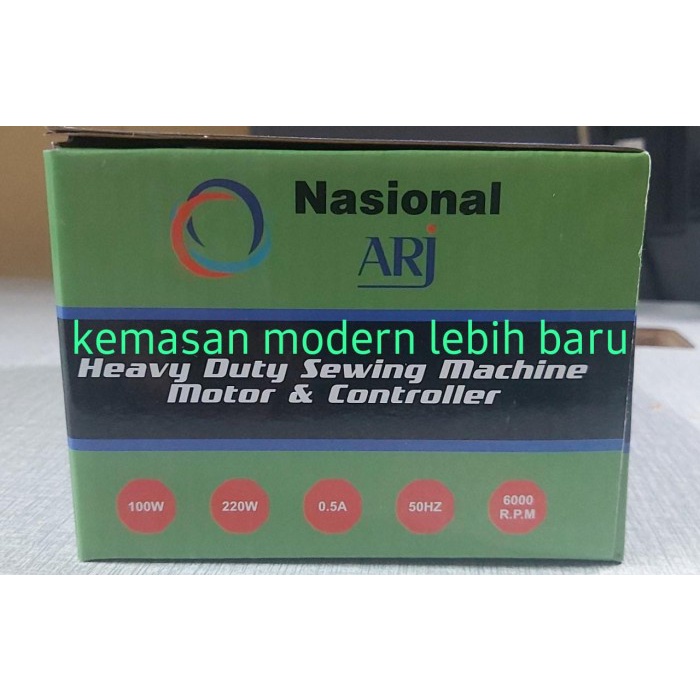 Nasional
ARj
kemasan modern lebih baru
Heavy Duty Sewing Machine
Motor & Controller
100W
220W
0.5A
50HZ
6000
R.P.M